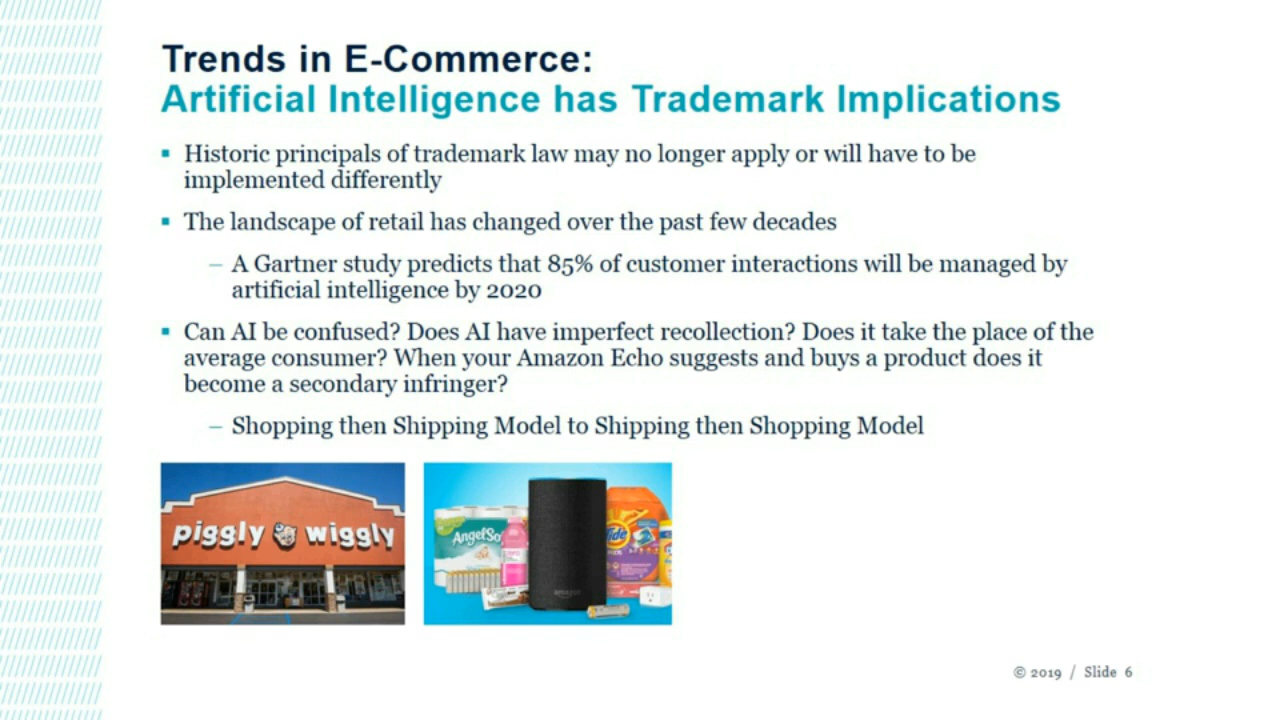 Trends in E-Commerce:
Artificial Intelligence has Trademark Implications
▪ Historic principals of trademark law may no longer apply or will have to be
implemented differently
▪ The landscape of retail has changed over the past few decades
– A Gartner study predicts that 85% of customer interactions will be managed by
artificial intelligence by 2020
▪ Can AI be confused? Does AI have imperfect recollection? Does it take the place of the
average consumer? When your Amazon Echo suggests and buys a product does it
become a secondary infringer?
– Shopping then Shipping Model to Shipping then Shopping Model
piggly wiggly
AngelSo
Tide
amazon
© 2019 / Slide 6